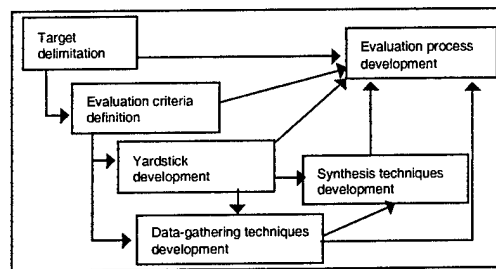 Target
delimitation
Evaluation process
development
Evaluation criteria
definition
Yardstick
development
Synthesis techniques
development
Data-gathering techniques
development